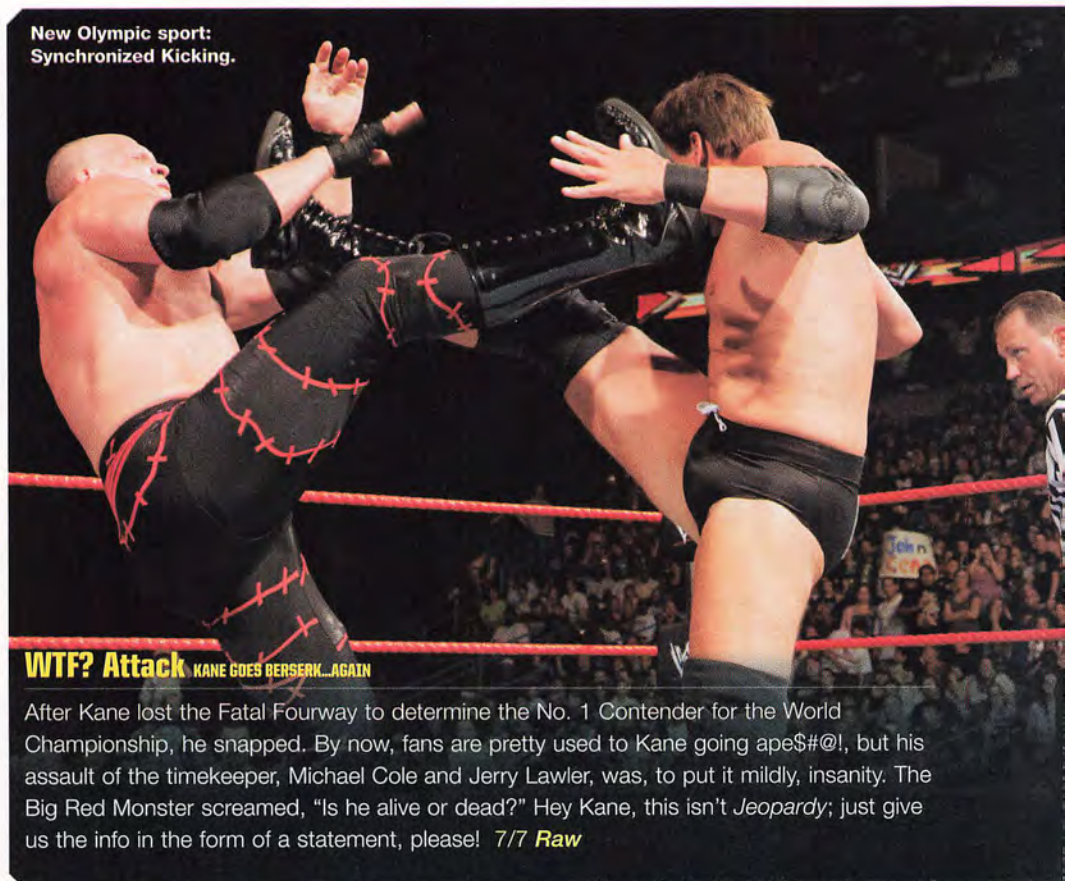 New Olympic sport:
Synchronized Kicking.
John
WTF? Attack KANE GOES BERSERK...AGAIN
After Kane lost the Fatal Fourway to determine the No. 1 Contender for the World
Championship, he snapped. By now, fans are pretty used to Kane going ape$#@!, but his
assault of the timekeeper, Michael Cole and Jerry Lawler, was, to put it mildly, insanity. The
Big Red Monster screamed, “Is he alive or dead?” Hey Kane, this isn’t Jeopardy; just give
us the info in the form of a statement, please! 7/7 Raw